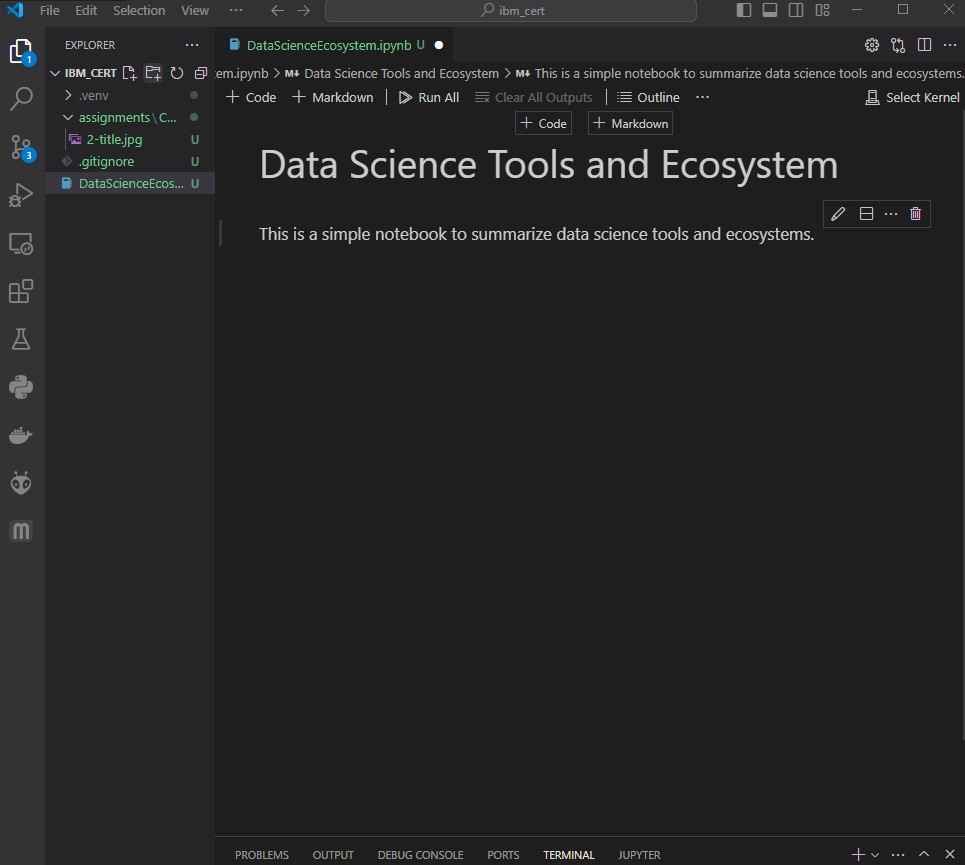 File Edit Selection View ··· ibm_cert
EXPLORER ···
IBM_CERT
.venv
assignments\C...
2-title.jpg U
.gitignore U
DataScienceEcos... U
1
3
DataScienceEcosystem.ipynb U
em.ipynb > M↓ Data Science Tools and Ecosystem > M↓ This is a simple notebook to summarize data science tools and ecosystems.
+ Code + Markdown | Run All Clear All Outputs | Outline ··· Select Kernel
+ Code + Markdown
Data Science Tools and Ecosystem
This is a simple notebook to summarize data science tools and ecosystems.
PROBLEMS OUTPUT DEBUG CONSOLE PORTS TERMINAL JUPYTER